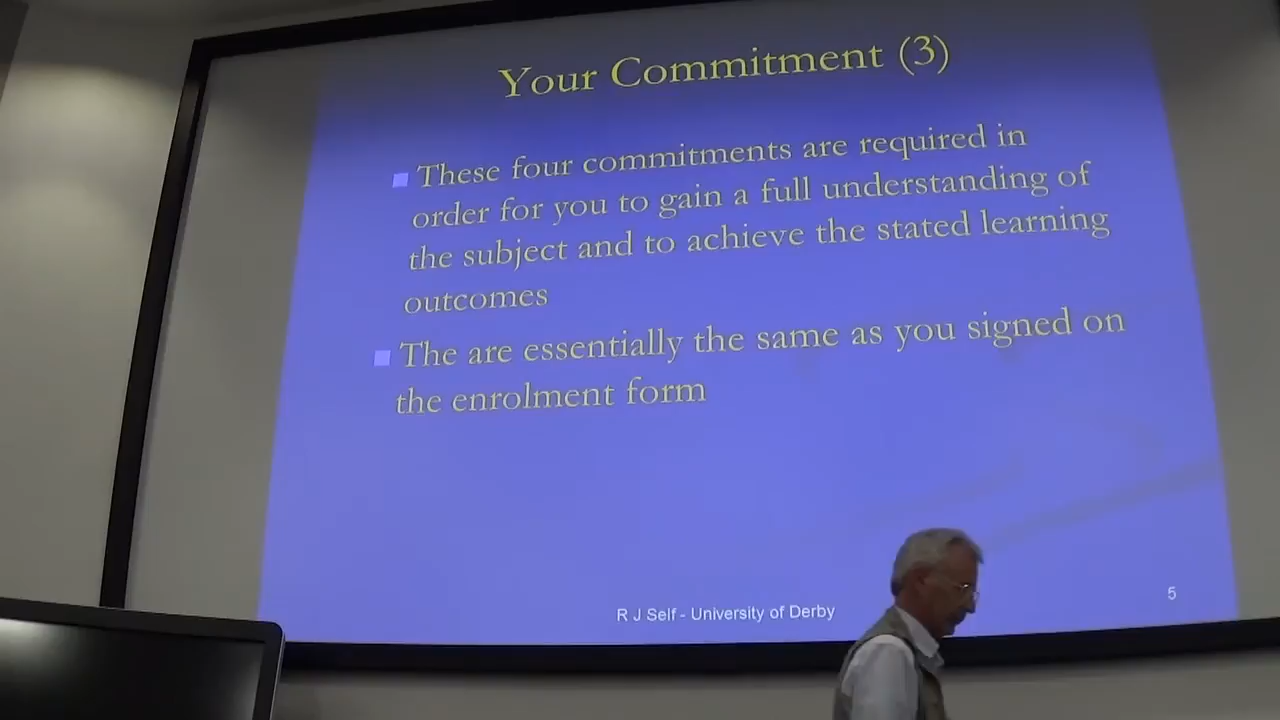 Your Commitment (3)
These four commitments are required in
order for you to gain a full understanding of
the subject and to achieve the stated learning
outcomes
The are essentially the same as you signed on
the enrolment form
R J Self - University of Derby
5